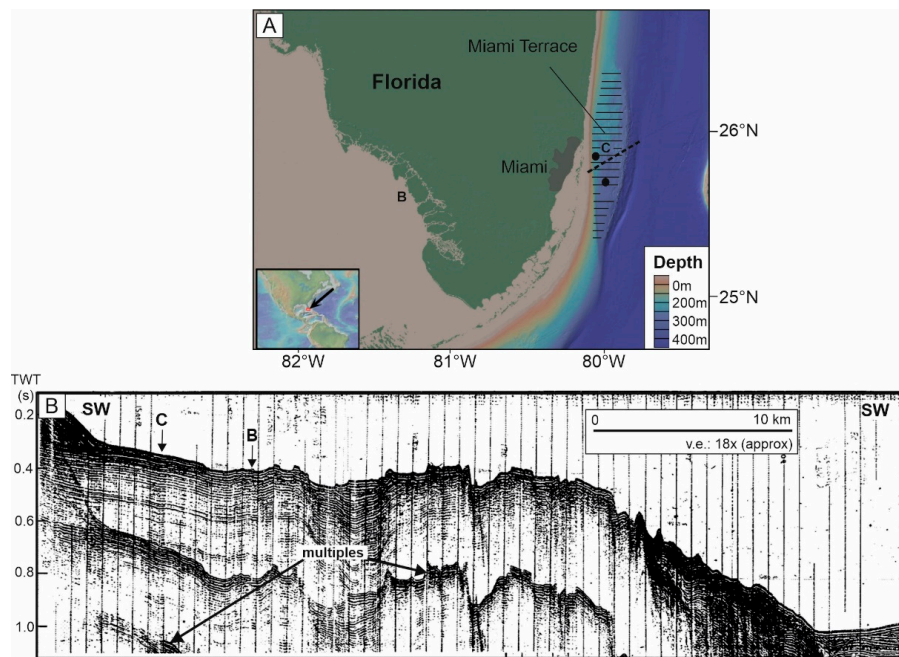 A
Miami Terrace
Florida
26°N
C
Miami
B
Depth
0m
200m
300m
400m
25°N
82°W
81°W
80°W
TWT
(s)
B
SW
SW
0
10 km
v.e.: 18x (approx)
0.2
C
B
0.4
0.6
multiples
0.8
1.0